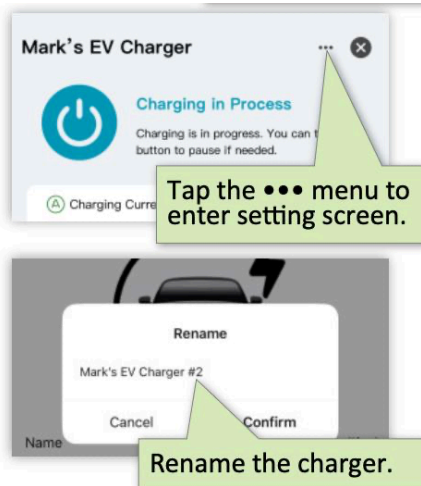 Mark's EV Charger
Charging in Process
Charging is in progress. You can
button to pause if needed.
Tap the ••• menu to
enter setting screen.
Charging
Rename
Mark's EV Charger #2
Cancel Confirm
Name
Rename the charger.